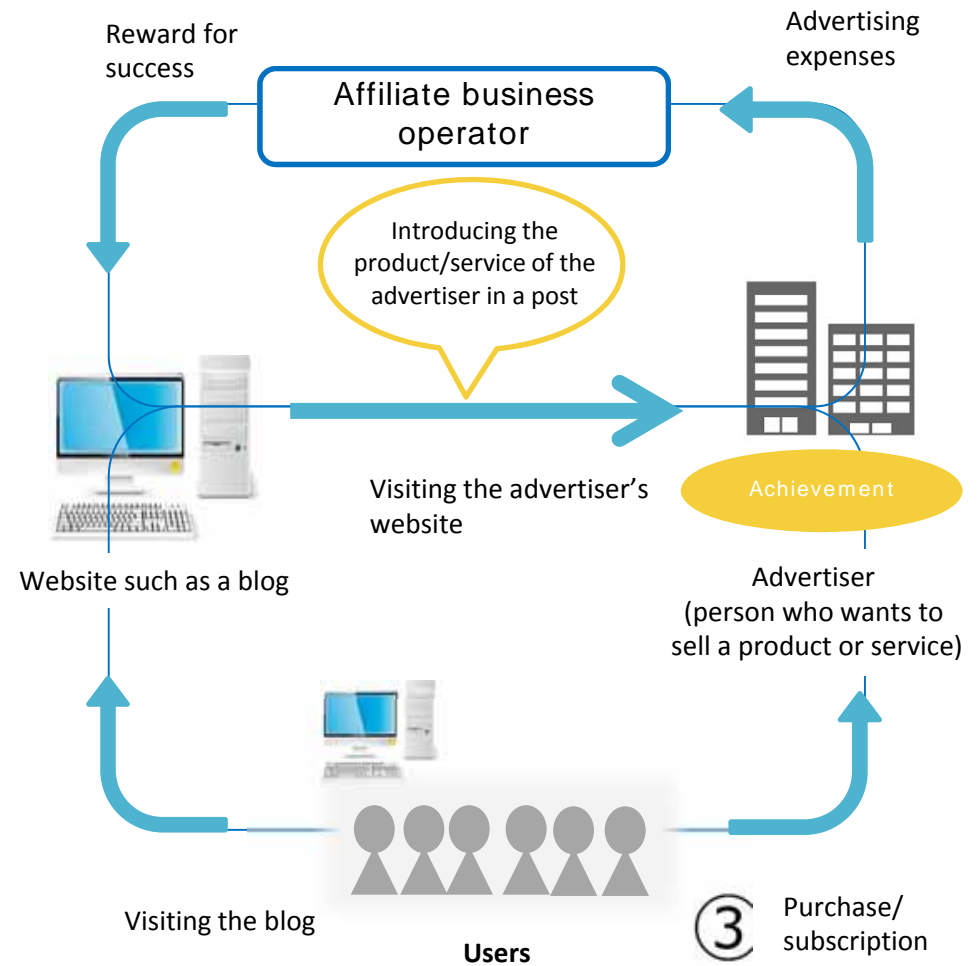 Reward for
success
Advertising
expenses
Affiliate business
operator
Introducing the
product/service of the
advertiser in a post
Visiting the advertiser’s
website
Achievement
Website such as a blog
Advertiser
(person who wants to
sell a product or service)
Visiting the blog
Users
③
Purchase/
subscription